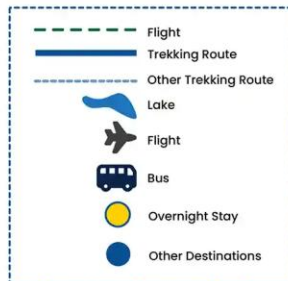 Flight
Trekking Route
Other Trekking Route
Lake
Flight
Bus
Overnight Stay
Other Destinations